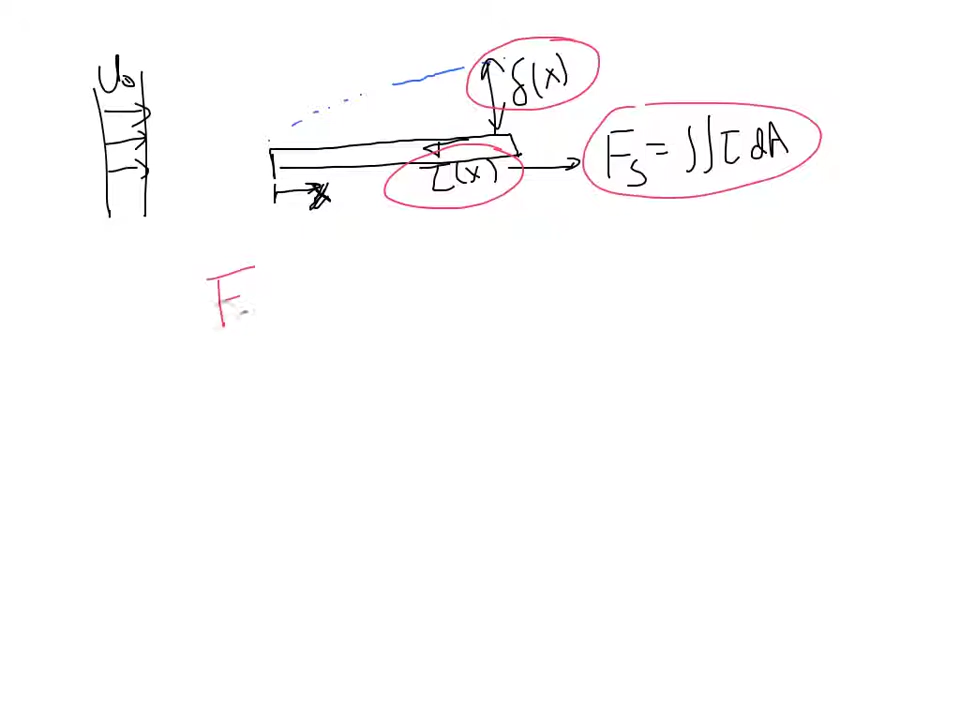 U₀
δ(x)
F_S = ∫∫ τ dA
τ(x)
x
F